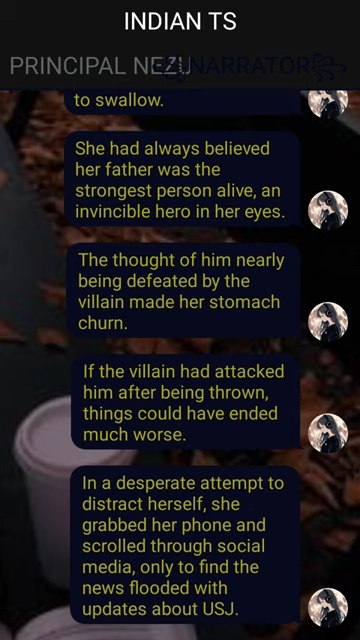 INDIAN TS
PRINCIPAL NEZU NARRATOR
to swallow.
She had always believed
her father was the
strongest person alive, an
invincible hero in her eyes.
The thought of him nearly
being defeated by the
villain made her stomach
churn.
If the villain had attacked
him after being thrown,
things could have ended
much worse.
In a desperate attempt to
distract herself, she
grabbed her phone and
scrolled through social
media, only to find the
news flooded with
updates about USJ.